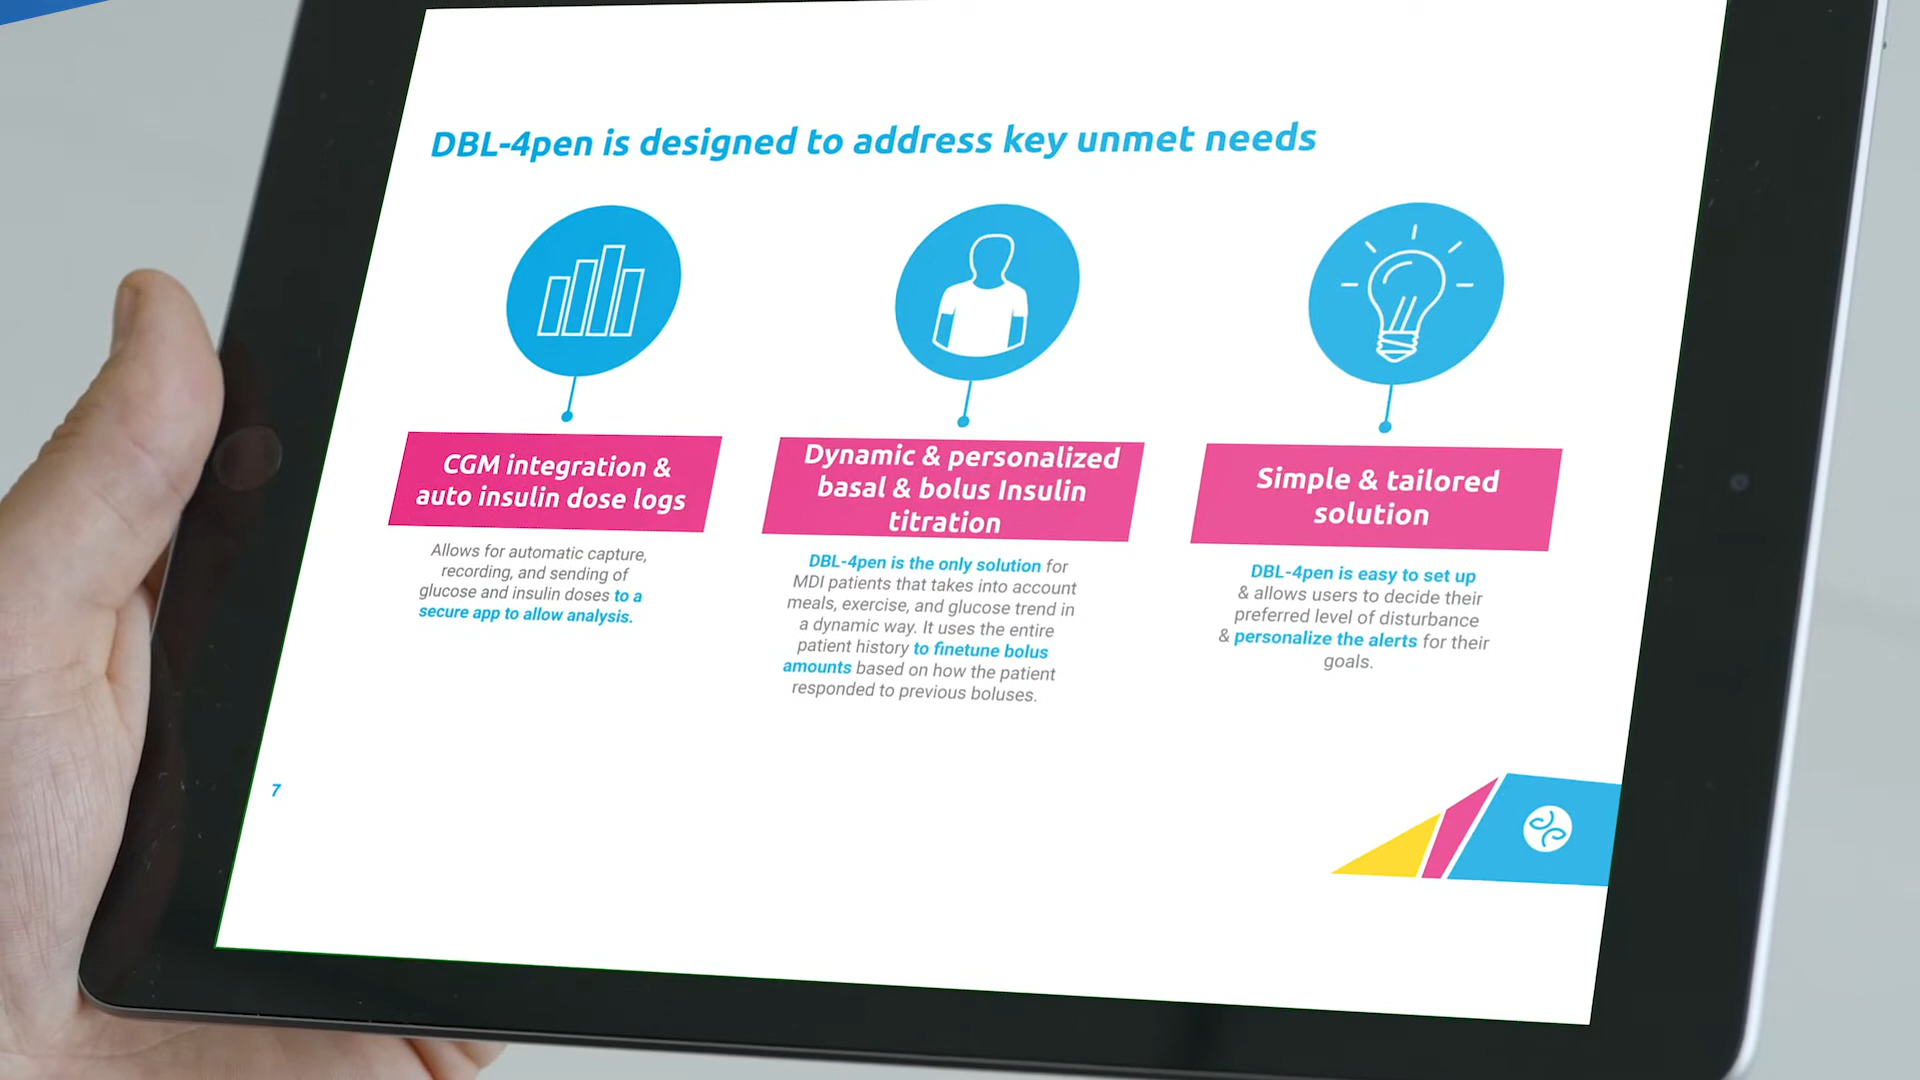 DBL-4pen is designed to address key unmet needs
CGM integration &
auto insulin dose logs
Allows for automatic capture,
recording, and sending of
glucose and insulin doses to a
secure app to allow analysis.
Dynamic & personalized
basal & bolus Insulin
titration
DBL-4pen is the only solution for
MDI patients that takes into account
meals, exercise, and glucose trend in
a dynamic way. It uses the entire
patient history to finetune bolus
amounts based on how the patient
responded to previous boluses.
Simple & tailored
solution
DBL-4pen is easy to set up
& allows users to decide their
preferred level of disturbance
& personalize the alerts for their
goals.
7